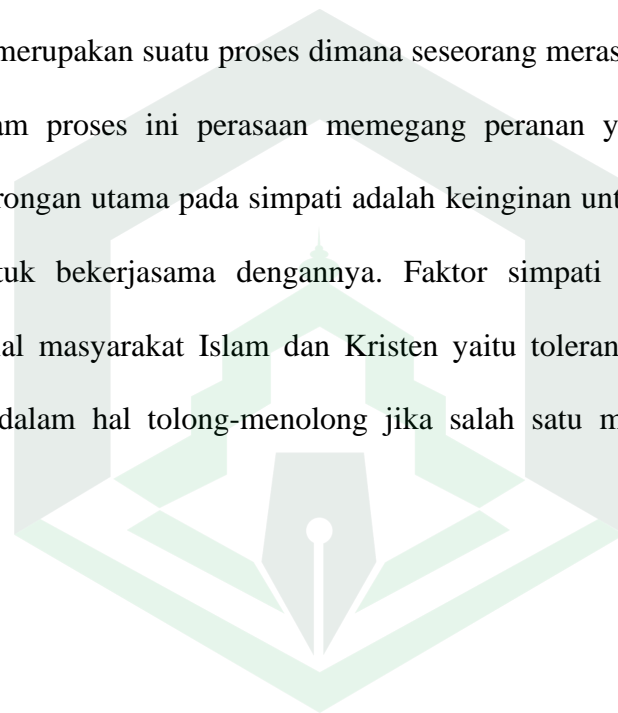 merupakan suatu proses dimana seseorang meras
am proses ini perasaan memegang peranan y
rongan utama pada simpati adalah keinginan unt
tuk bekerjasama dengannya. Faktor simpati
al masyarakat Islam dan Kristen yaitu toleran
dalam hal tolong-menolong jika salah satu m